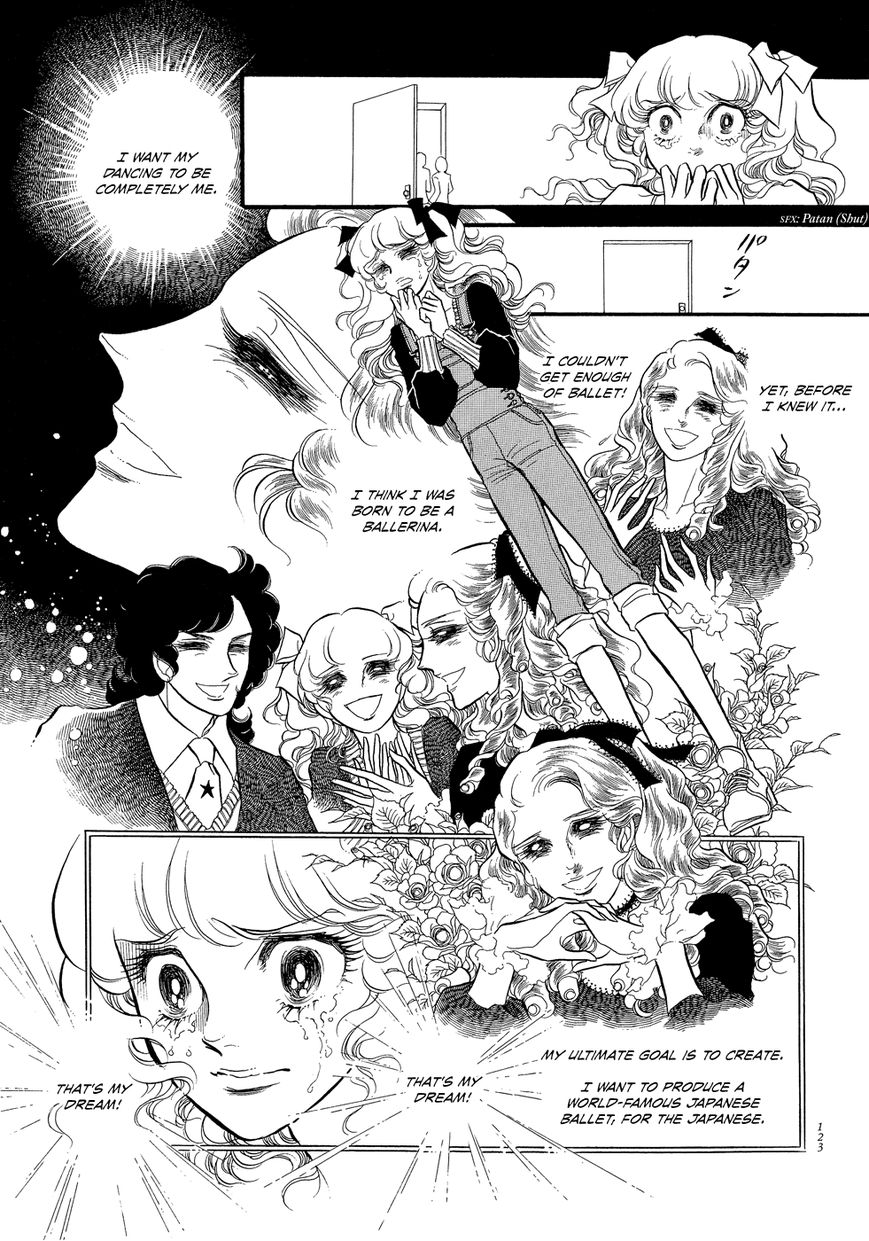 I WANT MY
DANCING TO BE
COMPLETELY ME.
SFX: Patan (Shut)
パタン
I COULDN'T
GET ENOUGH
OF BALLET!
YET, BEFORE
I KNEW IT...
I THINK I WAS
BORN TO BE A
BALLERINA.
MY ULTIMATE GOAL IS TO CREATE.
I WANT TO PRODUCE A
WORLD-FAMOUS JAPANESE
BALLET, FOR THE JAPANESE.
THAT'S MY
DREAM!
THAT'S MY
DREAM!
123